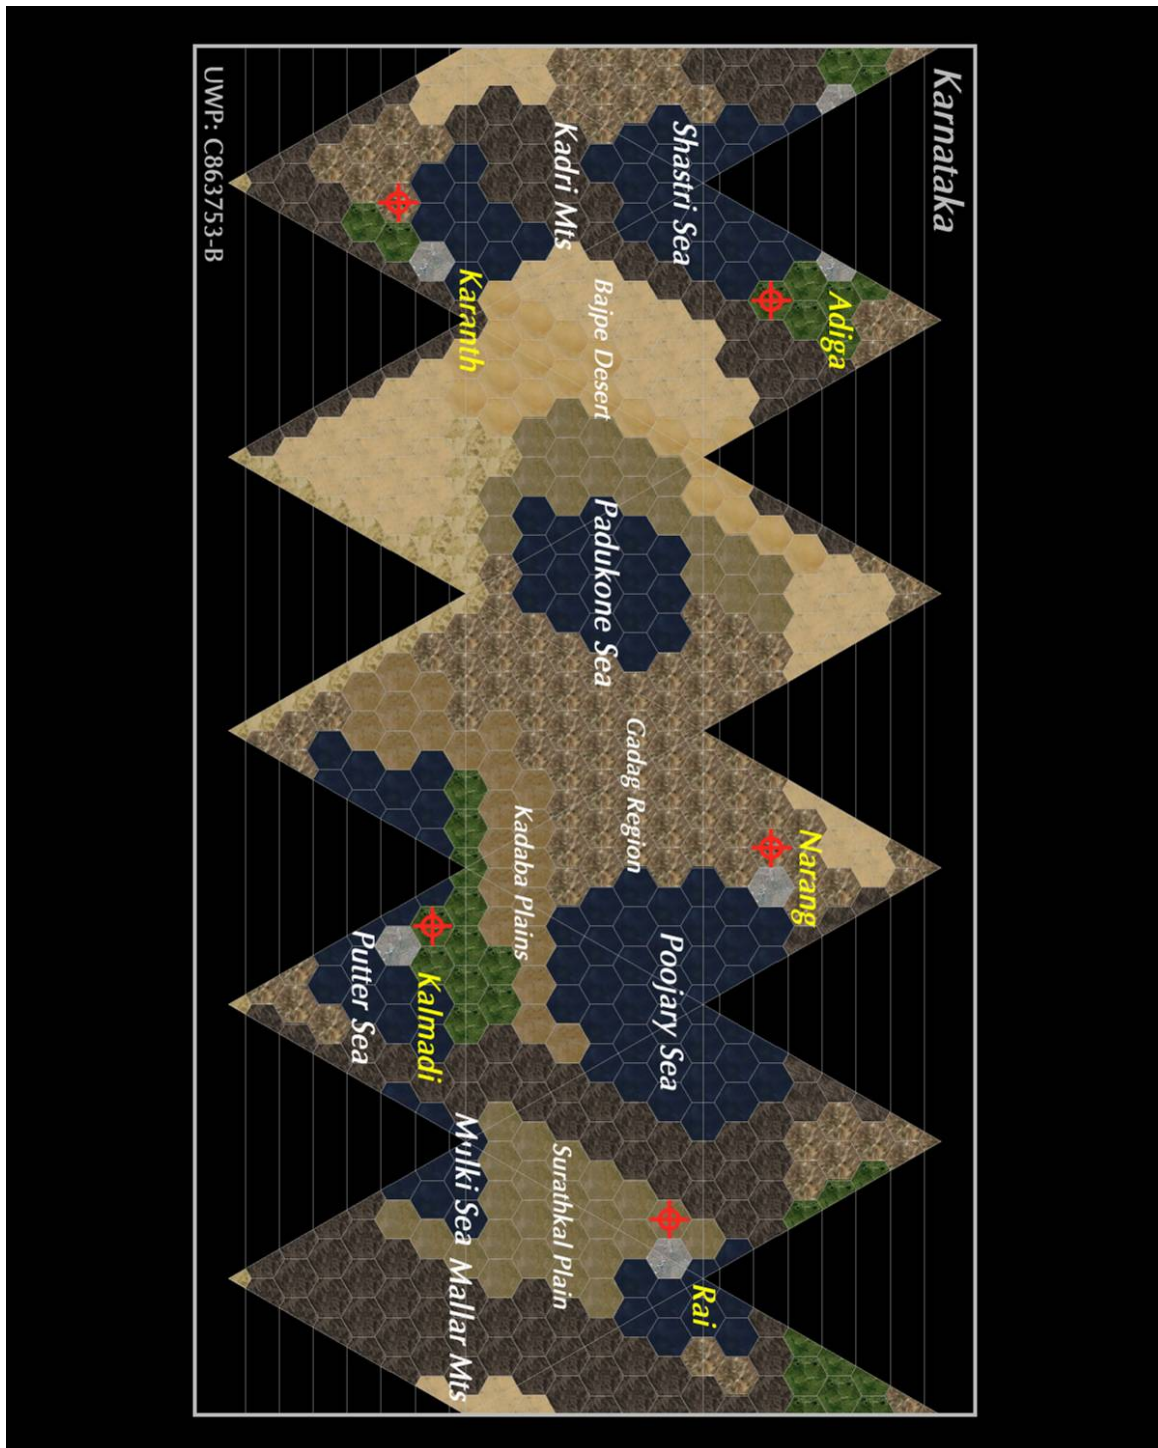 Karnataka
Adiga
Narang
Rai
Shastri Sea
Poojary Sea
Gadag Region
Bajpe Desert
Padukone Sea
Kadri Mts
Surathkal Plain
Kadaba Plains
Karanth
Mulki Sea
Mallar Mts
Kalmadi
Putter Sea
UWP: C863753-B